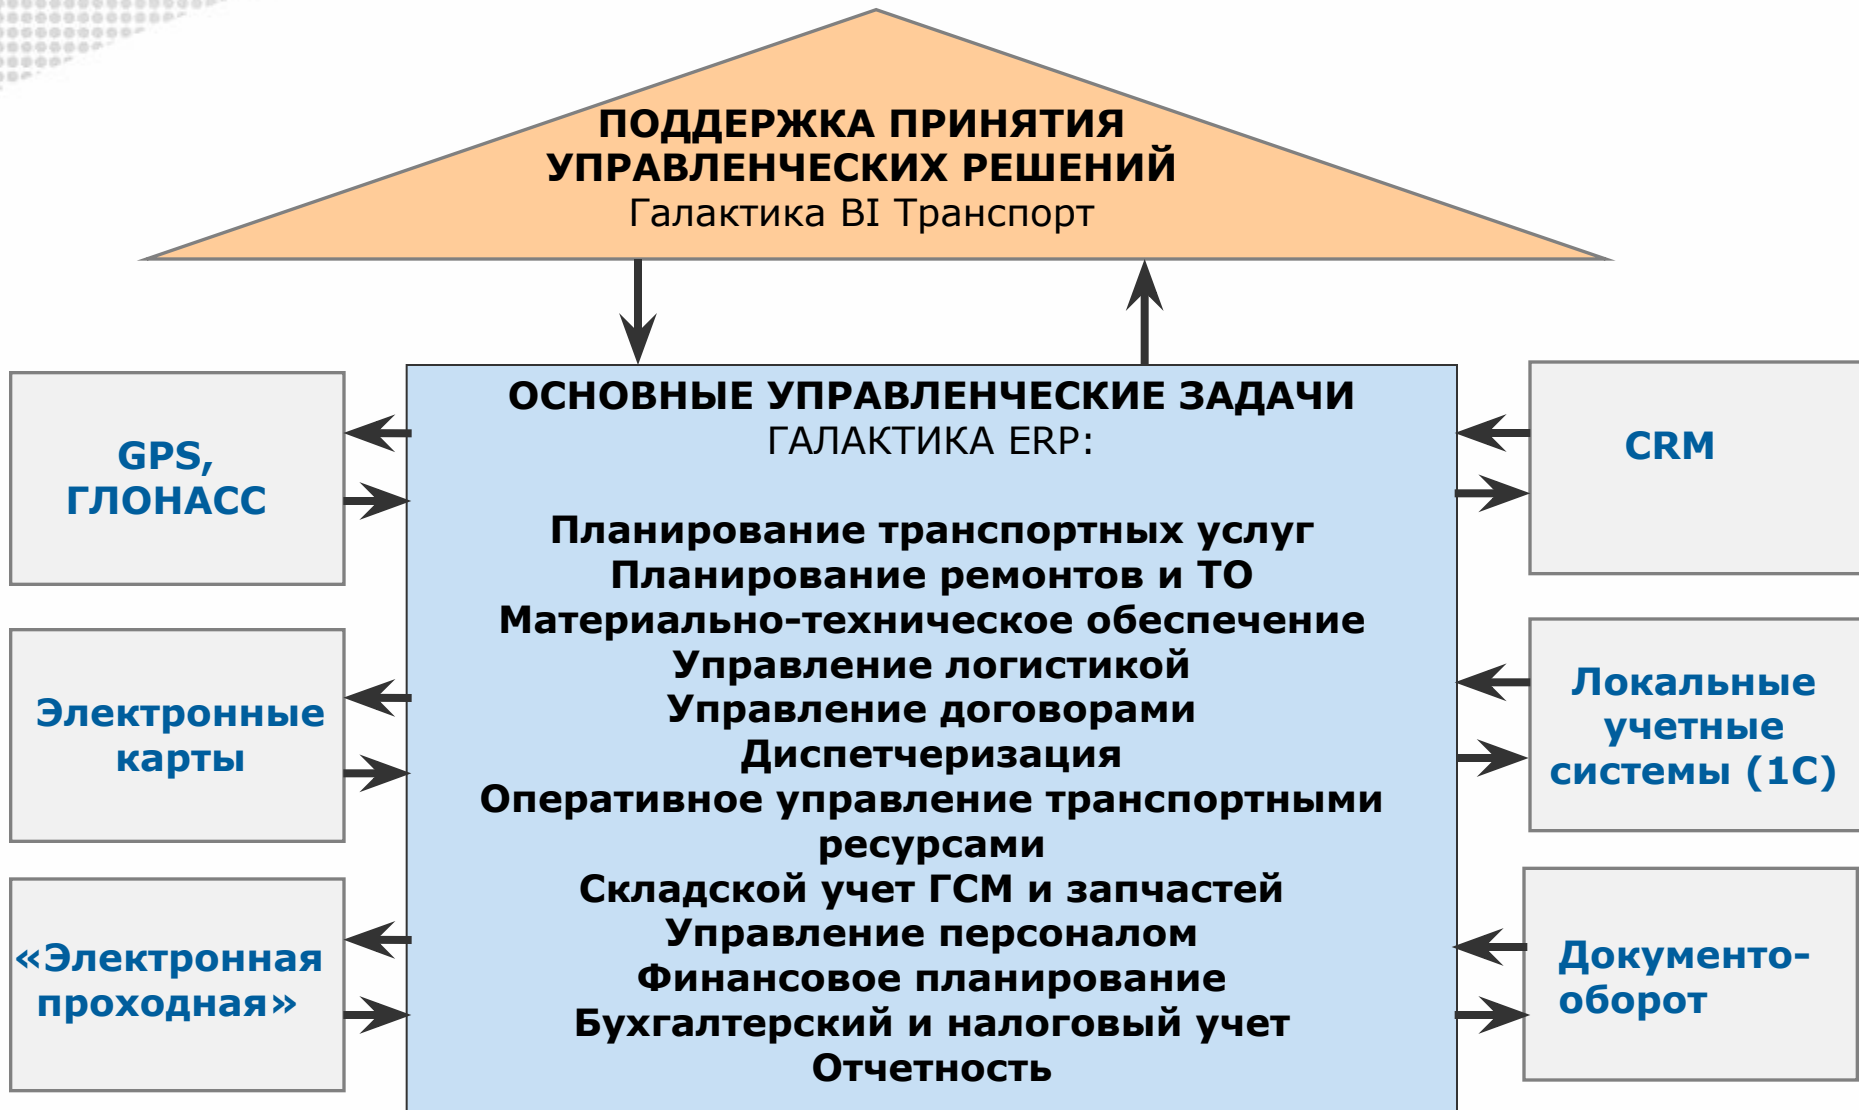 ПОДДЕРЖКА ПРИНЯТИЯ
УПРАВЛЕНЧЕСКИХ РЕШЕНИЙ
Галактика BI Транспорт
ОСНОВНЫЕ УПРАВЛЕНЧЕСКИЕ ЗАДАЧИ
ГАЛАКТИКА ERP:
Планирование транспортных услуг
Планирование ремонтов и ТО
Материально-техническое обеспечение
Управление логистикой
Управление договорами
Диспетчеризация
Оперативное управление транспортными
ресурсами
Складской учет ГСМ и запчастей
Управление персоналом
Финансовое планирование
Бухгалтерский и налоговый учет
Отчетность
GPS,
ГЛОНАСС
Электронные
карты
«Электронная
проходная»
CRM
Локальные
учетные
системы (1С)
Документо-
оборот